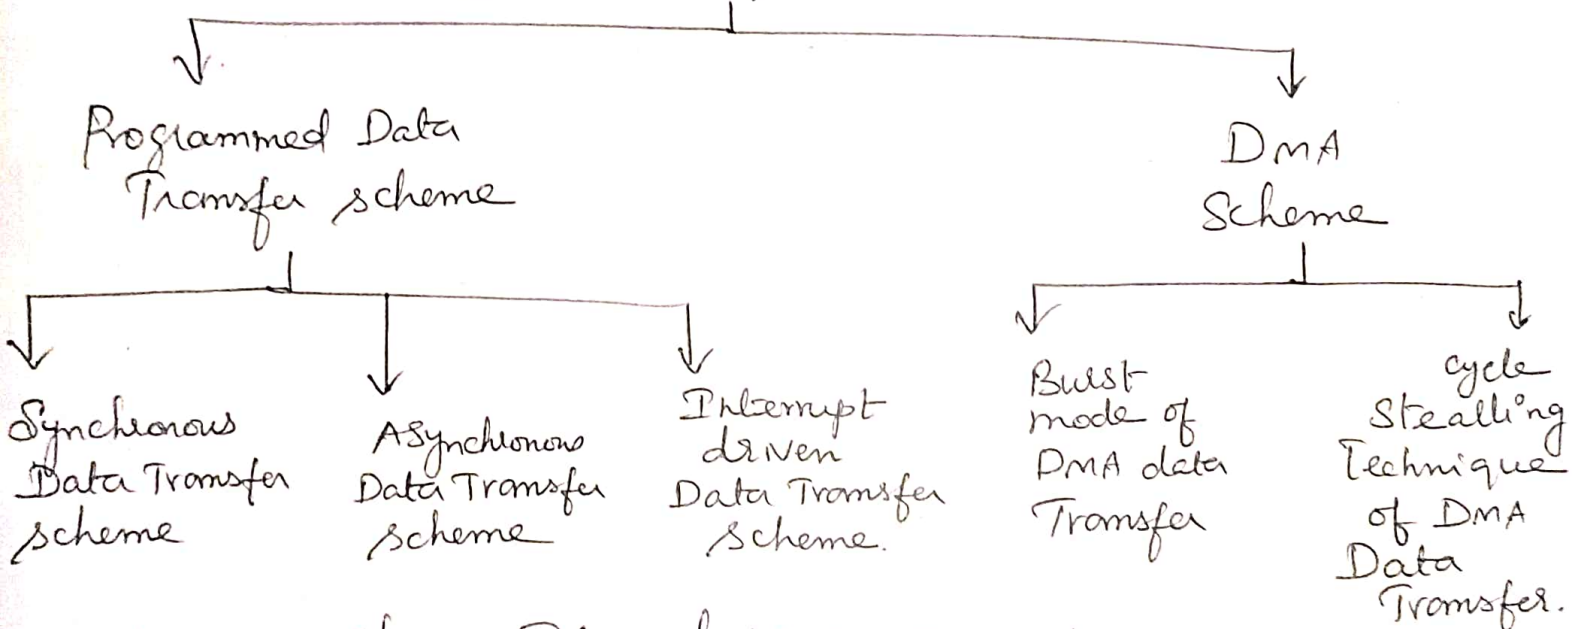 Programmed Data
Transfer scheme
DMA
Scheme
Synchronous
Data Transfer
scheme
Asynchronous
Data Transfer
scheme
Interrupt
driven
Data Transfer
scheme.
Burst
mode of
DMA data
Transfer
cycle
Stealling
Technique
of DMA
Data
Transfer.